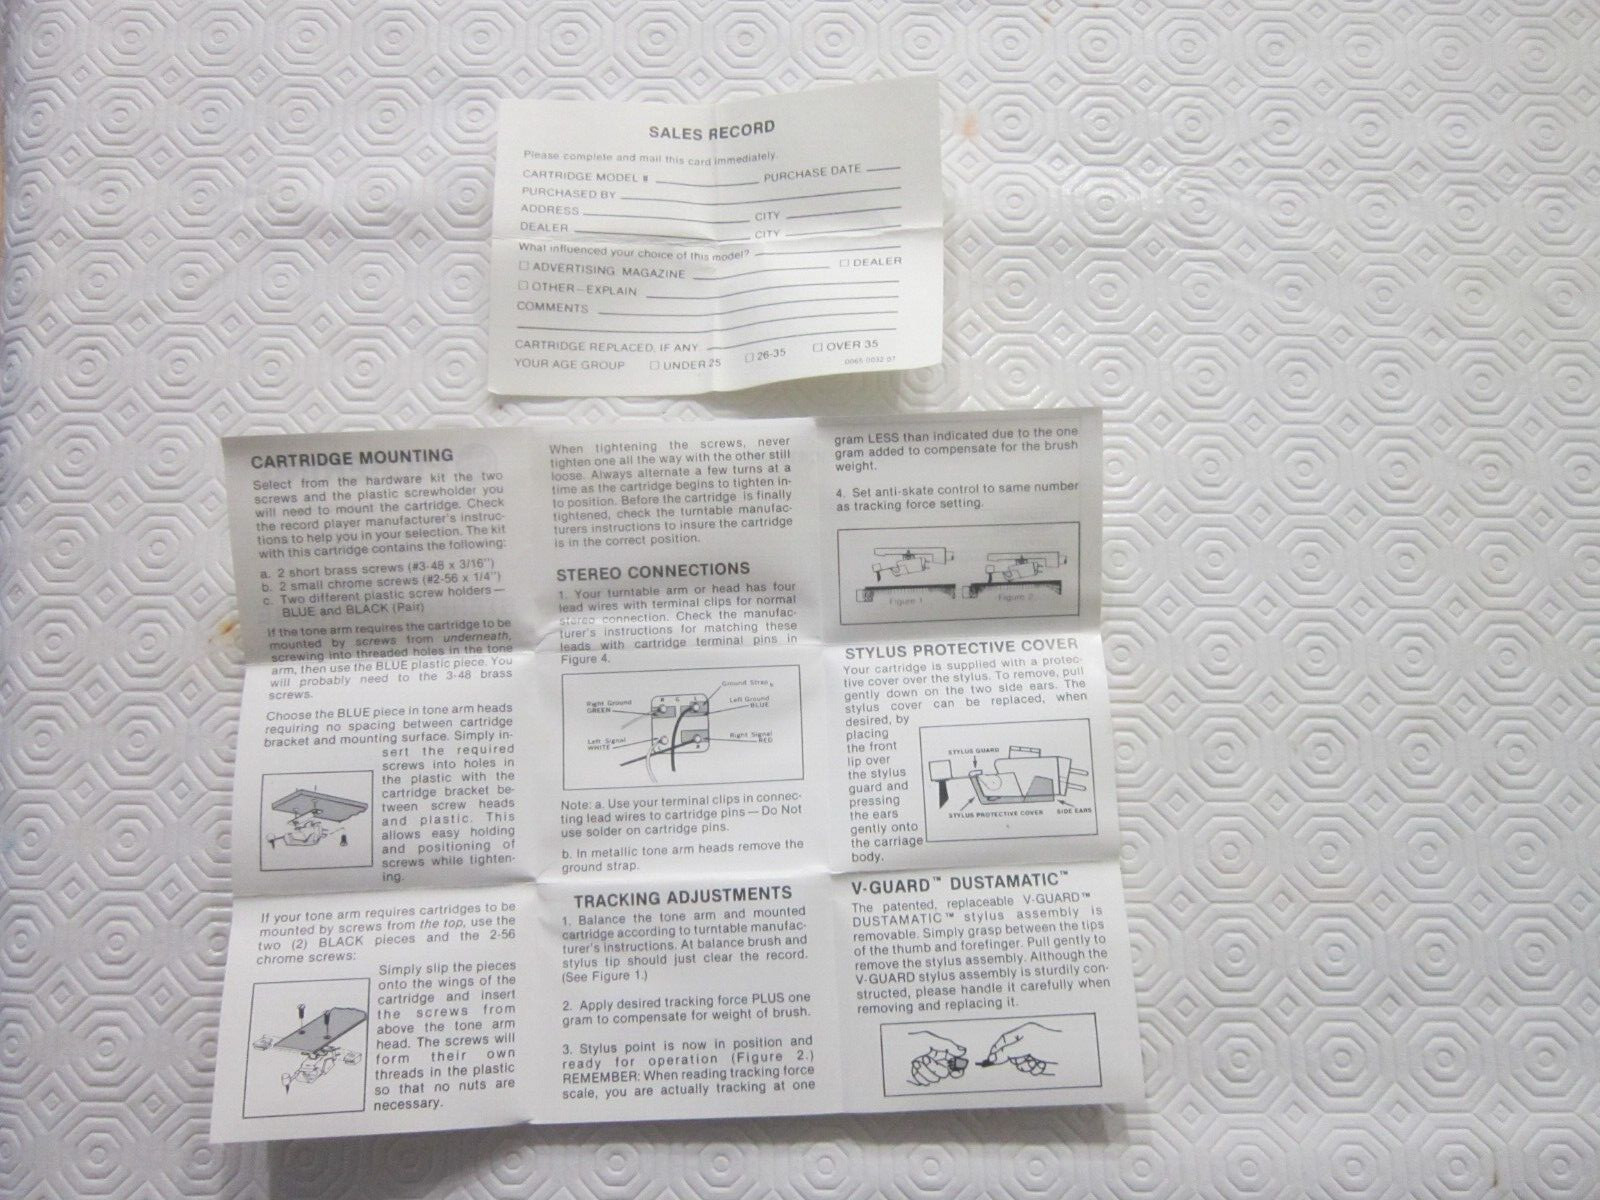 SALES RECORD
Please complete and mail this card immediately.
CARTRIDGE MODEL # PURCHASE DATE
PURCHASED BY
ADDRESS CITY
DEALER CITY
What influenced your choice of this model?
ADVERTISING MAGAZINE DEALER
OTHER—EXPLAIN
COMMENTS
CARTRIDGE REPLACED, IF ANY
YOUR AGE GROUP UNDER 25 26-35 OVER 35
0065 0032 07
CARTRIDGE MOUNTING
Select from the hardware kit the two
screws and the plastic screwholder you
will need to mount the cartridge. Check
the record player manufacturer's instruc-
tions to help you in your selection. The kit
with this cartridge contains the following:
a. 2 short brass screws (#3-48 x 3/16")
b. 2 small chrome screws (#2-56 x 1/4")
c. Two different plastic screw holders—
BLUE and BLACK (Pair)
If the tone arm requires the cartridge to be
mounted by screws from underneath,
screwing into threaded holes in the tone
arm, then use the BLUE plastic piece. You
will probably need to the 3-48 brass
screws.
Choose the BLUE piece in tone arm heads
requiring no spacing between cartridge
bracket and mounting surface. Simply in-
sert the required
screws into holes in
the plastic with the
cartridge bracket be-
tween screw heads
and plastic. This
allows easy holding
and positioning of
screws while tighten-
ing.
If your tone arm requires cartridges to be
mounted by screws from the top, use the
two (2) BLACK pieces and the 2-56
chrome screws:
Simply slip the pieces
onto the wings of the
cartridge and insert
the screws from
above the tone arm
head. The screws will
form their own
threads in the plastic
so that no nuts are
necessary.
When tightening the screws, never
tighten one all the way with the other still
loose. Always alternate a few turns at a
time as the cartridge begins to tighten in-
to position. Before the cartridge is finally
tightened, check the turntable manufac-
turers instructions to insure the cartridge
is in the correct position.
STEREO CONNECTIONS
1. Your turntable arm or head has four
lead wires with terminal clips for normal
stereo connection. Check the manufac-
turer's instructions for matching these
leads with cartridge terminal pins in
Figure 4.
Ground Strap
Right Ground
GREEN
R G L
Left Ground
BLUE
Left Signal
WHITE
Right Signal
RED
Note: a. Use your terminal clips in connec-
ting lead wires to cartridge pins — Do Not
use solder on cartridge pins.
b. In metallic tone arm heads remove the
ground strap.
TRACKING ADJUSTMENTS
1. Balance the tone arm and mounted
cartridge according to turntable manufac-
turer's instructions. At balance brush and
stylus tip should just clear the record.
(See Figure 1.)
2. Apply desired tracking force PLUS one
gram to compensate for weight of brush.
3. Stylus point is now in position and
ready for operation (Figure 2.)
REMEMBER: When reading tracking force
scale, you are actually tracking at one
gram LESS than indicated due to the one
gram added to compensate for the brush
weight.
4. Set anti-skate control to same number
as tracking force setting.
Figure 1 Figure 2
STYLUS PROTECTIVE COVER
Your cartridge is supplied with a protec-
tive cover over the stylus. To remove, pull
gently down on the two side ears. The
stylus cover can be replaced, when
desired, by
placing
the front
lip over
the stylus
guard and
pressing
the ears
gently onto
the carriage
body.
STYLUS GUARD
STYLUS PROTECTIVE COVER
SIDE EARS
V-GUARD™ DUSTAMATIC™
The patented, replaceable V-GUARD™
DUSTAMATIC™ stylus assembly is
removable. Simply grasp between the tips
of the thumb and forefinger. Pull gently to
remove the stylus assembly. Although the
V-GUARD stylus assembly is sturdily con-
structed, please handle it carefully when
removing and replacing it.